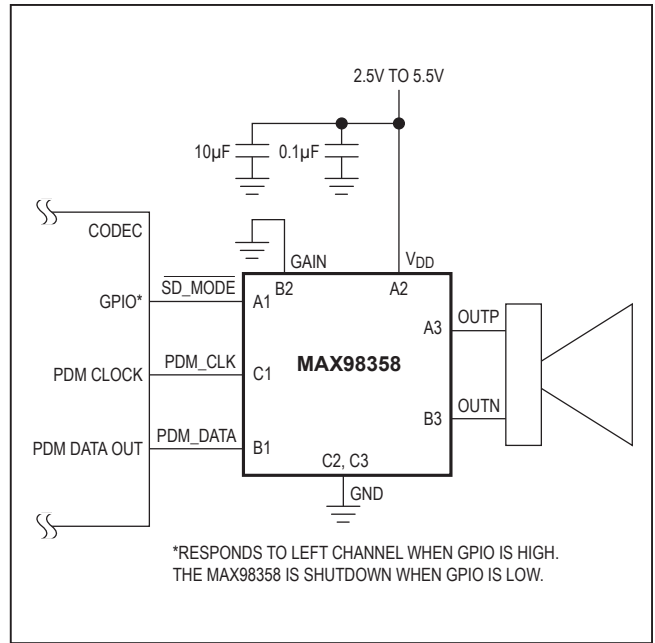 2.5V TO 5.5V
10µF 0.1µF
CODEC
GAIN VDD
SD_MODE B2 A2
GPIO* A1
A3 OUTP
PDM_CLK MAX98358
PDM CLOCK C1
OUTN
B3
PDM_DATA
PDM DATA OUT B1
C2, C3
GND
*RESPONDS TO LEFT CHANNEL WHEN GPIO IS HIGH.
THE MAX98358 IS SHUTDOWN WHEN GPIO IS LOW.